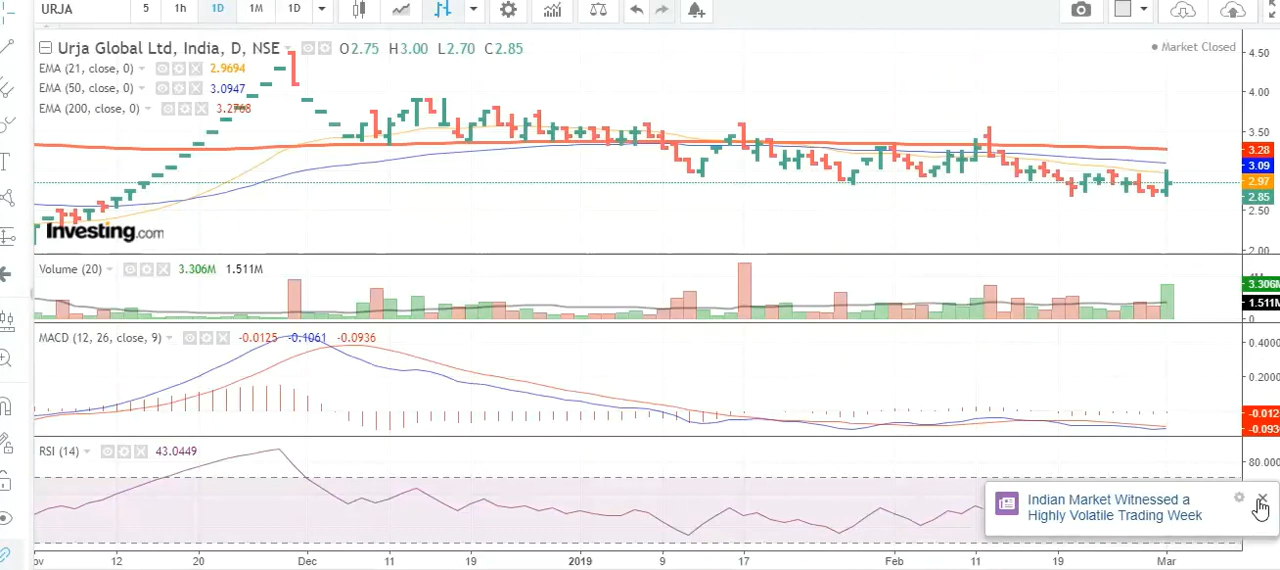 URJA 5 1h 1D 1M 1D
Urja Global Ltd, India, D, NSE O2.75 H3.00 L2.70 C2.85
Market Closed
EMA (21, close, 0) 2.9694
EMA (50, close, 0) 3.0947
EMA (200, close, 0) 3.2768
4.50
4.00
3.50
3.28
3.09
2.97
2.85
2.50
2.00
Investing.com
Volume (20) 3.306M 1.511M
3.306M
1.511M
0
MACD (12, 26, close, 9) -0.0125 -0.1061 -0.0936
0.4000
0.2000
-0.012
-0.093
RSI (14) 43.0449
80.000
Indian Market Witnessed a
Highly Volatile Trading Week
ov 12 20 Dec 11 19 2019 9 17 Feb 11 19 Mar